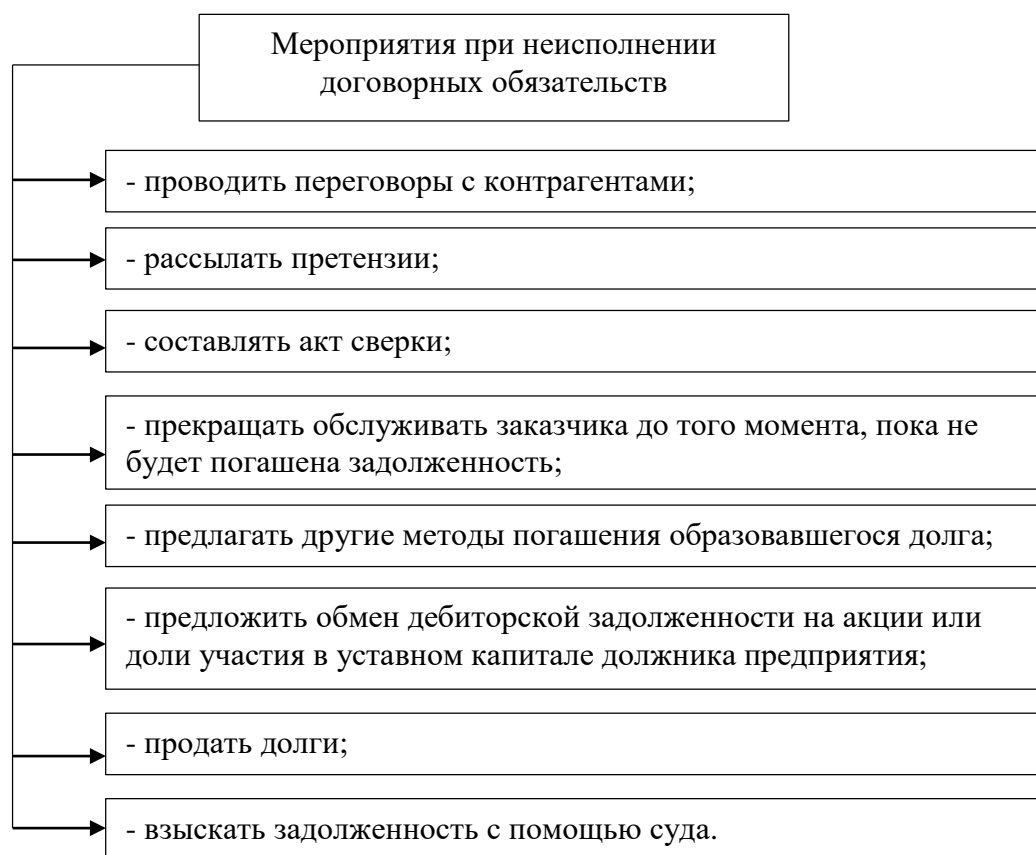 Мероприятия при неисполнении
договорных обязательств
- проводить переговоры с контрагентами;
- рассылать претензии;
- составлять акт сверки;
- прекращать обслуживать заказчика до того момента, пока не
будет погашена задолженность;
- предлагать другие методы погашения образовавшегося долга;
- предложить обмен дебиторской задолженности на акции или
доли участия в уставном капитале должника предприятия;
- продать долги;
- взыскать задолженность с помощью суда.